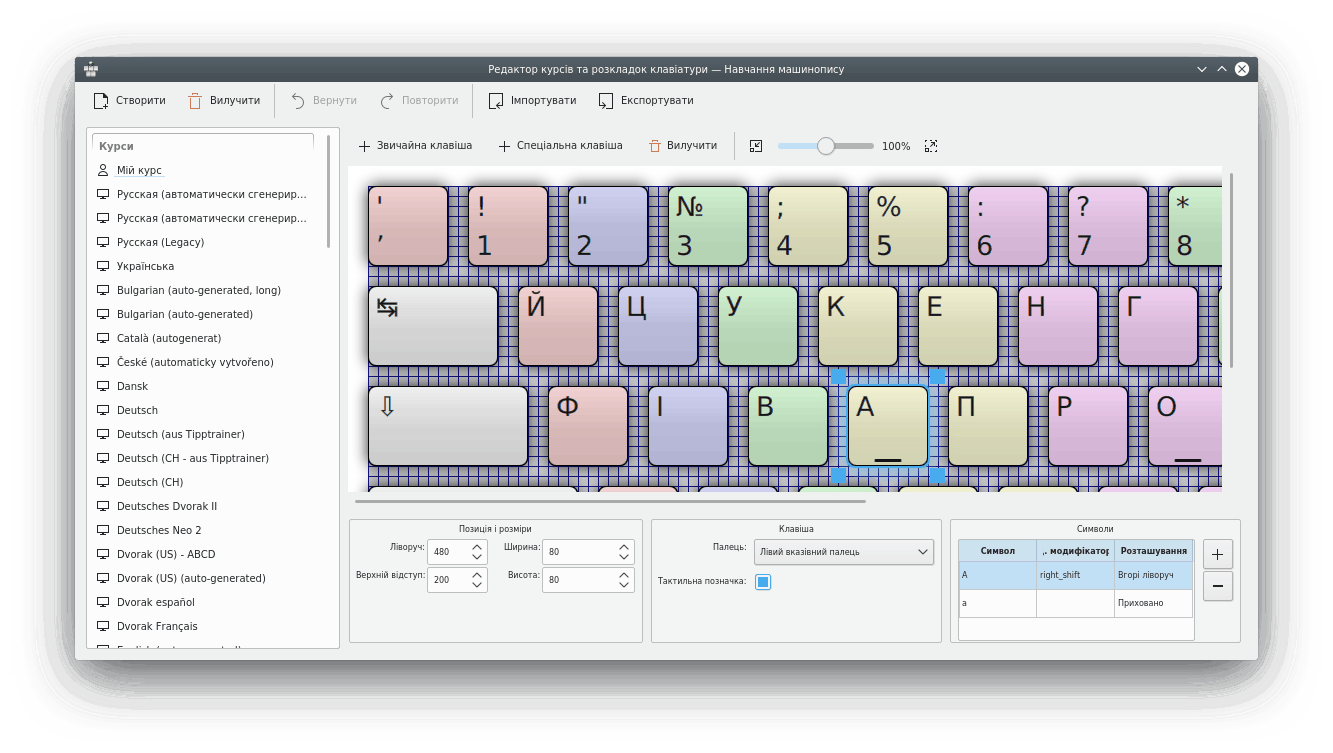 Редактор курсів та розкладок клавіатури — Навчання машинопису
Створити Вилучити Вернути Повторити Імпортувати Експортувати
Курси
Мій курс
Русская (автоматически сгенерир...
Русская (автоматически сгенерир...
Русская (Legacy)
Українська
Bulgarian (auto-generated, long)
Bulgarian (auto-generated)
Català (autogenerat)
České (automaticky vytvořeno)
Dansk
Deutsch
Deutsch (aus Tipptrainer)
Deutsch (CH - aus Tipptrainer)
Deutsch (CH)
Deutsches Dvorak II
Deutsches Neo 2
Dvorak (US) - ABCD
Dvorak (US) (auto-generated)
Dvorak español
Dvorak Français
Звичайна клавіша Спеціальна клавіша Вилучити 100%
' ! " № ; % : ? *
’ 1 2 3 4 5 6 7 8
↹ Й Ц У К Е Н Г
⇩ Ф І В А П Р О
Позиція і розміри
Ліворуч: 480 Ширина: 80
Верхній відступ: 200 Висота: 80
Клавіша
Палець: Лівий вказівний палець
Тактильна позначка:
Символи
Символ модифікатор Розташування
А right_shift Вгорі ліворуч
а Приховано